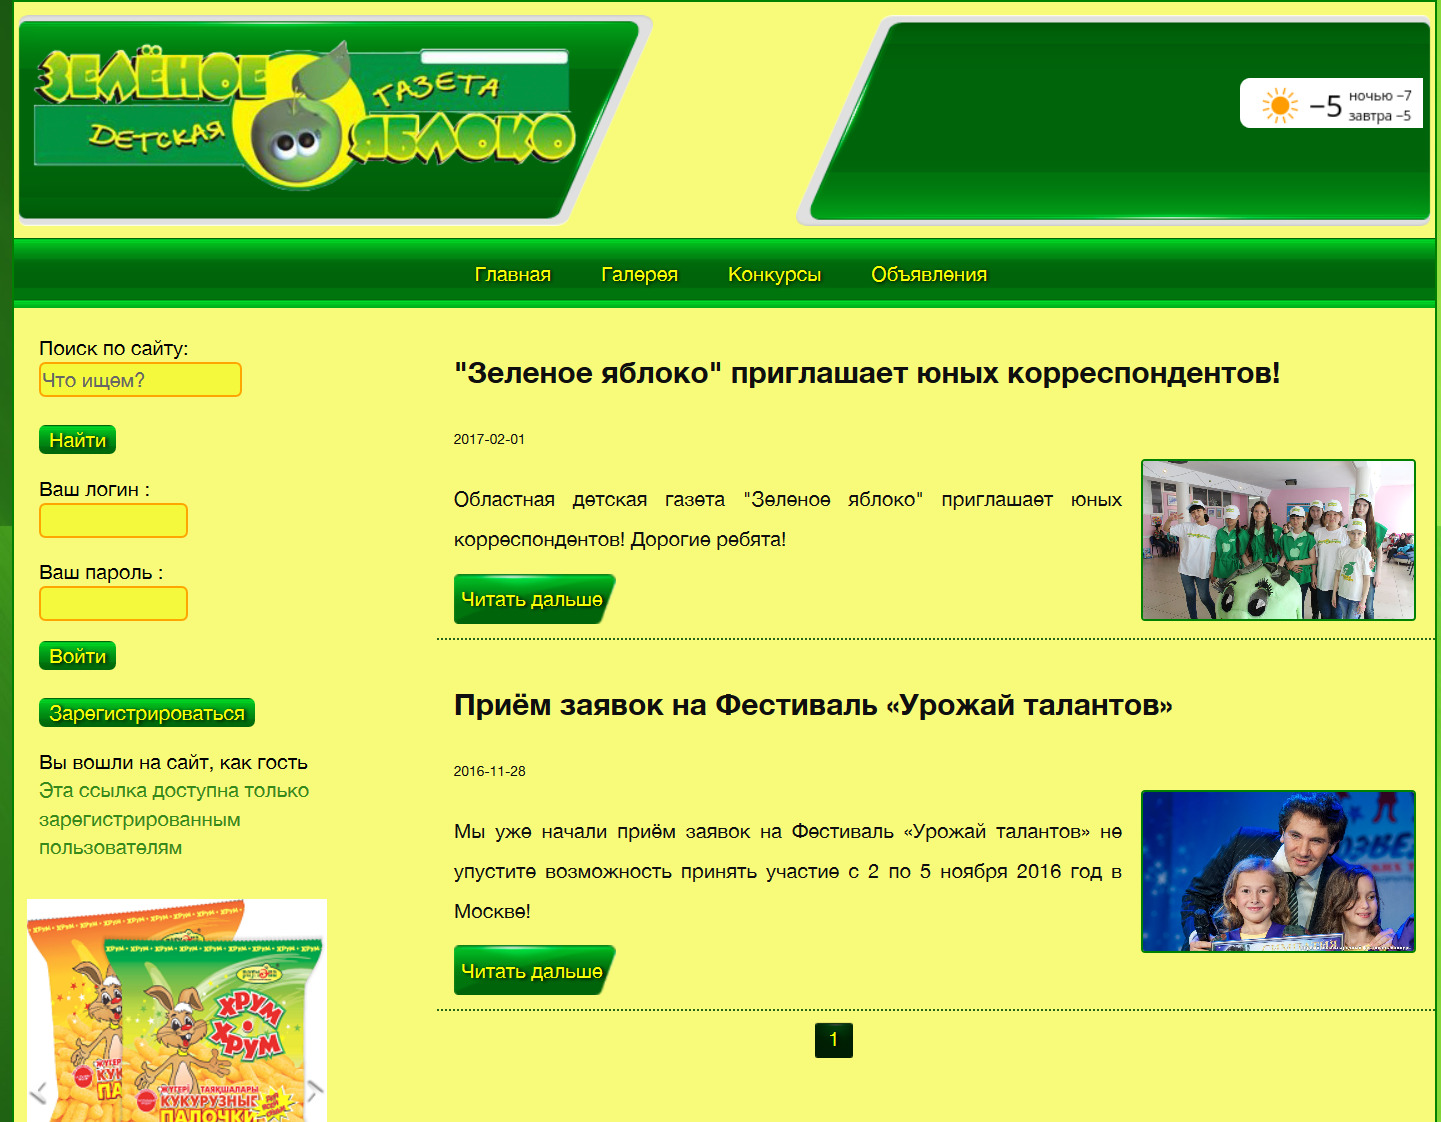 ЗЕЛЁНОЕ
ДЕТСКАЯ
ГАЗЕТА
ЯБЛОКО
−5
ночью −7
завтра −5
Главная Галерея Конкурсы Объявления
Поиск по сайту:
Что ищем?
Найти
Ваш логин :
Ваш пароль :
Войти
Зарегистрироваться
Вы вошли на сайт, как гость
Эта ссылка доступна только
зарегистрированным
пользователям
ХРУМ
ХРУМ
ЖҮГЕРІ ТАЯҚШАЛАРЫ
КУКУРУЗНЫЕ
ПАЛОЧКИ
"Зеленое яблоко" приглашает юных корреспондентов!
2017-02-01
Областная детская газета "Зеленое яблоко" приглашает юных
корреспондентов! Дорогие ребята!
Читать дальше
Приём заявок на Фестиваль «Урожай талантов»
2016-11-28
Мы уже начали приём заявок на Фестиваль «Урожай талантов» не
упустите возможность принять участие с 2 по 5 ноября 2016 год в
Москве!
Читать дальше
1